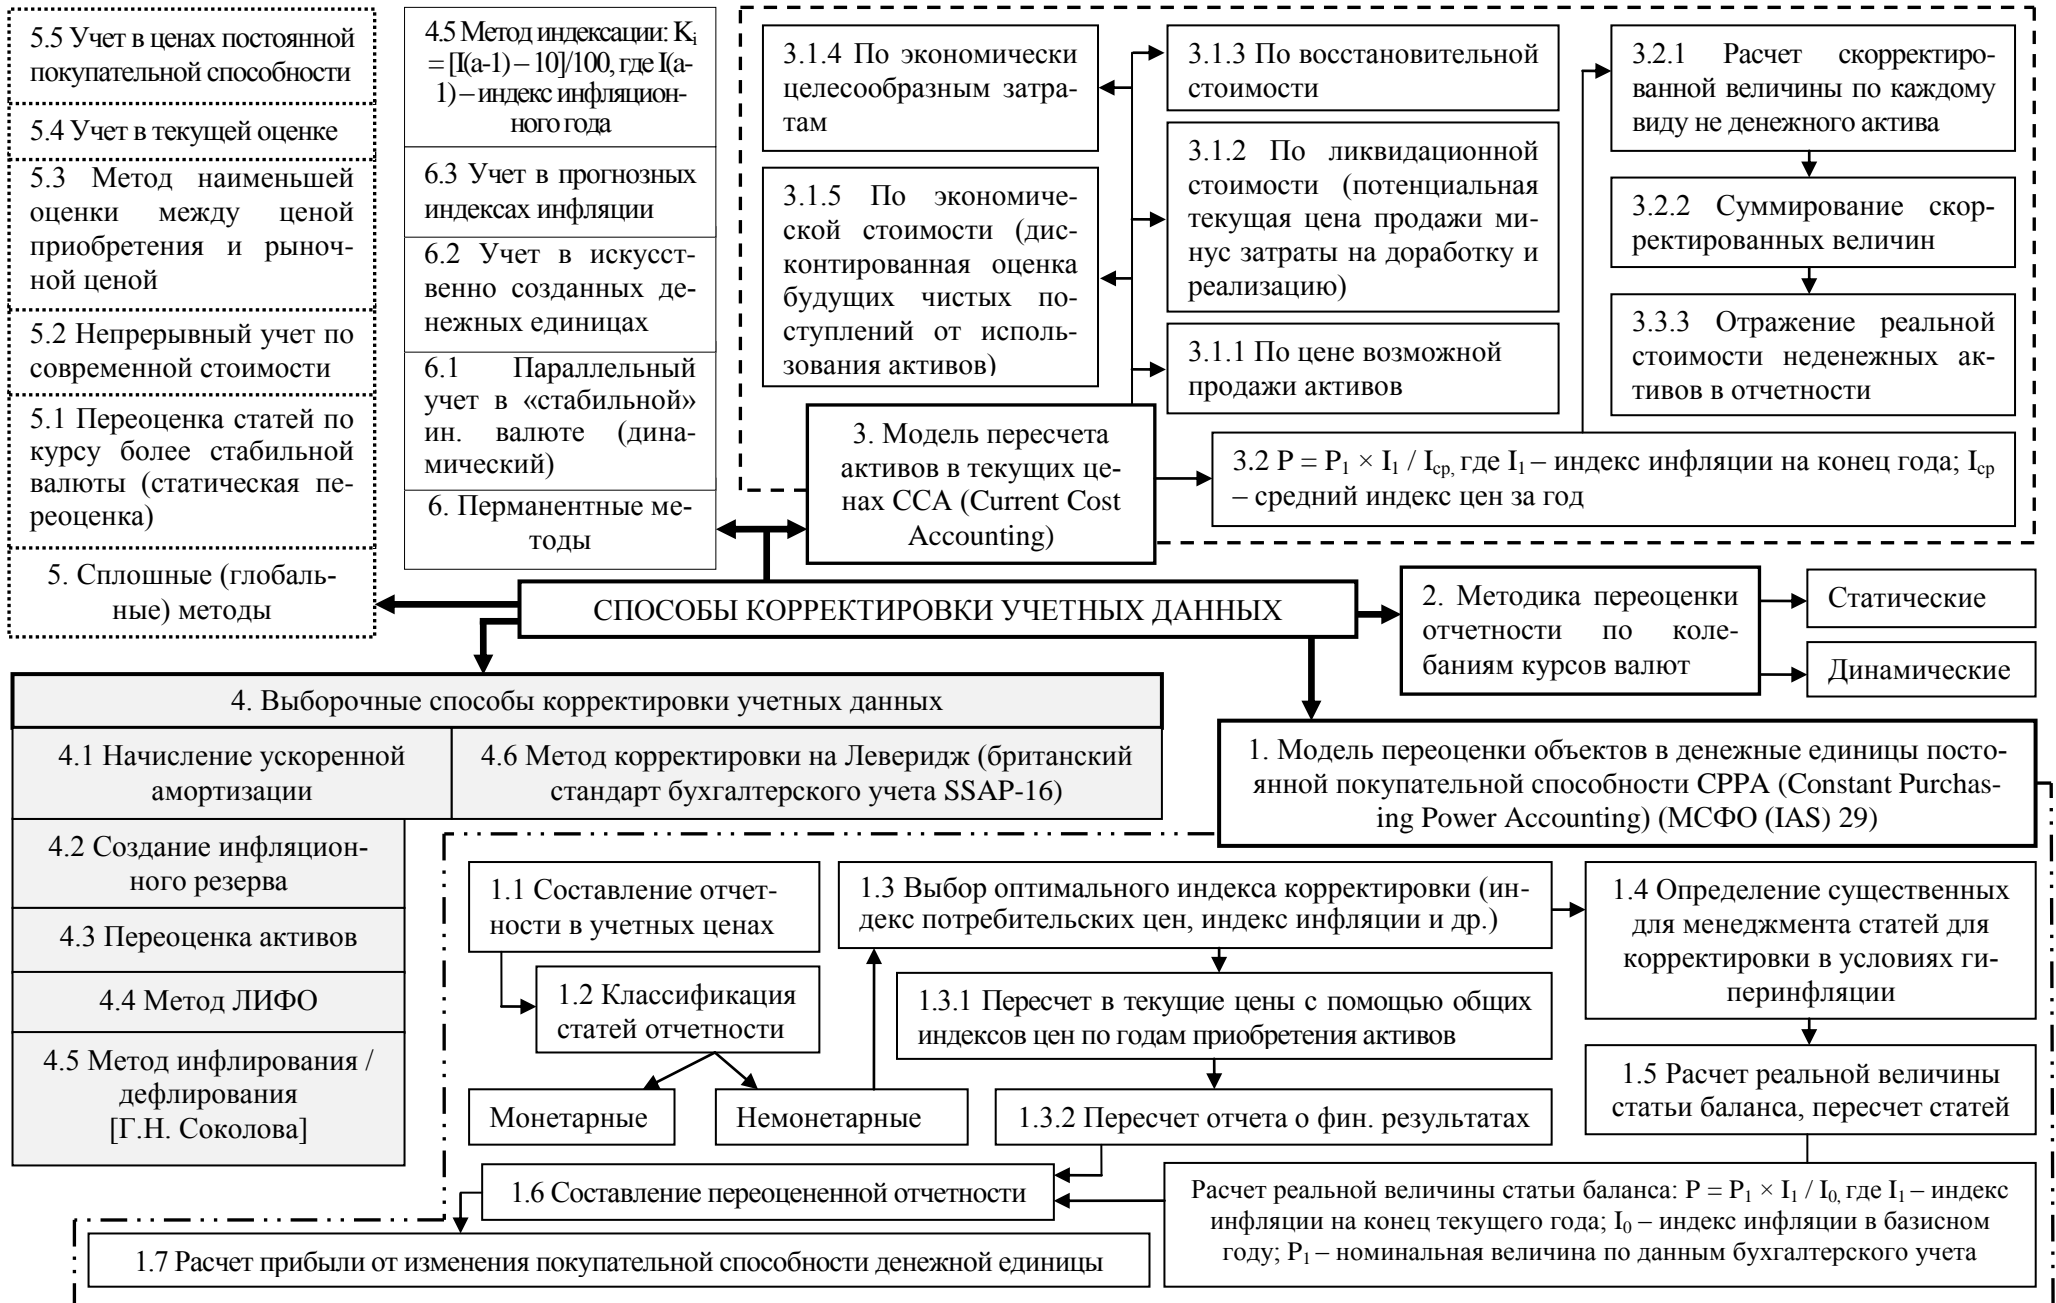 5.5 Учет в ценах постоянной
покупательной способности
5.4 Учет в текущей оценке
5.3 Метод наименьшей
оценки между ценой
приобретения и рыноч-
ной ценой
5.2 Непрерывный учет по
современной стоимости
5.1 Переоценка статей по
курсу более стабильной
валюты (статическая пе-
реоценка)
5. Сплошные (глобаль-
ные) методы
4.5 Метод индексации: Ki
= [I(a-1) – 10]/100, где I(a-
1) – индекс инфляцион-
ного года
6.3 Учет в прогнозных
индексах инфляции
6.2 Учет в искусст-
венно созданных де-
нежных единицах
6.1 Параллельный
учет в «стабильной»
ин. валюте (дина-
мический)
6. Перманентные ме-
тоды
3.1.4 По экономически
целесообразным затра-
там
3.1.5 По экономиче-
ской стоимости (дис-
контированная оценка
будущих чистых по-
ступлений от исполь-
зования активов)
3.1.3 По восстановительной
стоимости
3.1.2 По ликвидационной
стоимости (потенциальная
текущая цена продажи ми-
нус затраты на доработку и
реализацию)
3.1.1 По цене возможной
продажи активов
3.2.1 Расчет скорректиро-
ванной величины по каждому
виду не денежного актива
3.2.2 Суммирование скор-
ректированных величин
3.3.3 Отражение реальной
стоимости неденежных ак-
тивов в отчетности
3. Модель пересчета
активов в текущих це-
нах CCA (Current Cost
Accounting)
3.2 P = P1 × I1 / Iср, где I1 – индекс инфляции на конец года; Iср
– средний индекс цен за год
СПОСОБЫ КОРРЕКТИРОВКИ УЧЕТНЫХ ДАННЫХ
2. Методика переоценки
отчетности по коле-
баниям курсов валют
Статические
Динамические
4. Выборочные способы корректировки учетных данных
4.1 Начисление ускоренной
амортизации
4.6 Метод корректировки на Леверидж (британский
стандарт бухгалтерского учета SSAP-16)
4.2 Создание инфляцион-
ного резерва
4.3 Переоценка активов
4.4 Метод ЛИФО
4.5 Метод инфлирования /
дефлирования
[Г.Н. Соколова]
1. Модель переоценки объектов в денежные единицы посто-
янной покупательной способности CPPA (Constant Purchas-
ing Power Accounting) (МСФО (IAS) 29)
1.1 Составление отчет-
ности в учетных ценах
1.2 Классификация
статей отчетности
Монетарные
Немонетарные
1.3 Выбор оптимального индекса корректировки (ин-
декс потребительских цен, индекс инфляции и др.)
1.3.1 Пересчет в текущие цены с помощью общих
индексов цен по годам приобретения активов
1.3.2 Пересчет отчета о фин. результатах
1.4 Определение существенных
для менеджмента статей для
корректировки в условиях ги-
перинфляции
1.5 Расчет реальной величины
статьи баланса, пересчет статей
Расчет реальной величины статьи баланса: P = P1 × I1 / I0, где I1 – индекс
инфляции на конец текущего года; I0 – индекс инфляции в базисном
году; P1 – номинальная величина по данным бухгалтерского учета
1.6 Составление переоцененной отчетности
1.7 Расчет прибыли от изменения покупательной способности денежной единицы